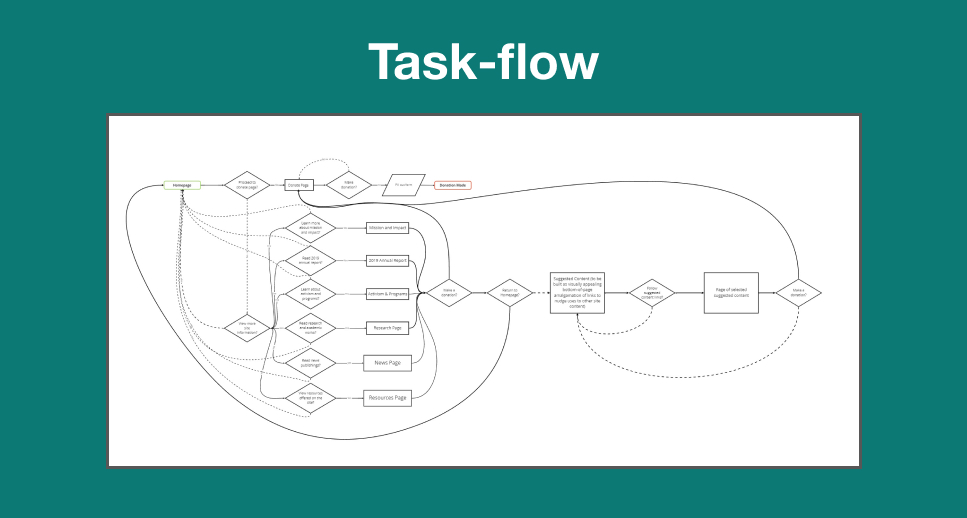 Task-flow
Homepage
Proceed to
donate page?
Donate Page
Make
donation?
Fill out form
Donation Made
Learn more
about mission
and impact?
Mission and Impact
Read 2019
annual report?
2019 Annual Report
Learn about
activism and
programs?
Activism & Programs
View more
site
information?
Read research
and academic
works?
Research Page
Read news
publishings?
News Page
View resources
offered on the
site?
Resources Page
Make a
donation?
Return to
homepage?
Suggested Content (to be
built as visually appearing
bottom-of-page
amalgamation of links to
nudge uses to other site
content)
Follow
suggested
content link(s)?
Page of selected
suggested content
Make a
donation?